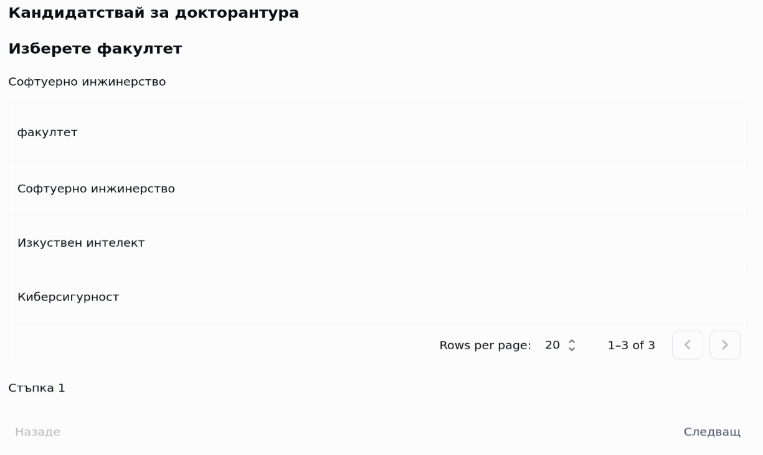 Кандидатствай за докторантура
Изберете факултет
Софтуерно инжинерство
факултет
Софтуерно инжинерство
Изкуствен интелект
Киберсигурност
Rows per page: 20 1–3 of 3
Стъпка 1
Назаде Следващ